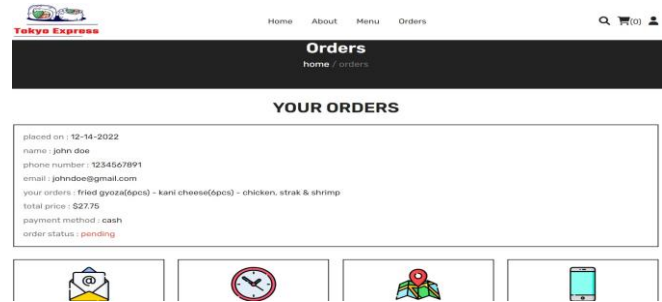 Tokyo Express
Home About Menu Orders
(0)
Orders
home / orders
YOUR ORDERS
placed on : 12-14-2022
name : john doe
phone number : 1234567891
email : johndoe@gmail.com
your orders : fried gyoza(6pcs) - kani cheese(6pcs) - chicken, strak & shrimp
total price : $27.75
payment method : cash
order status : pending
@